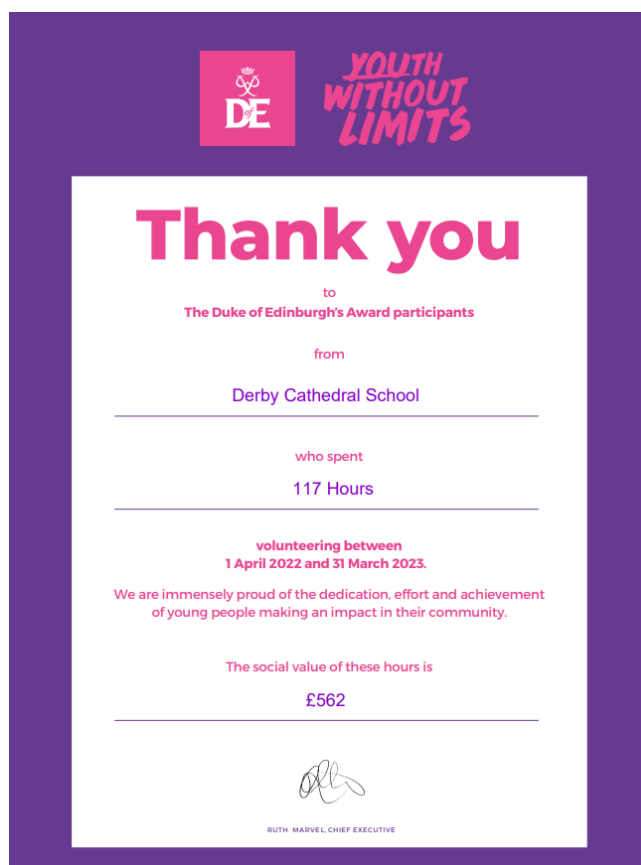 DofE
YOUTH
WITHOUT
LIMITS
Thank you
to
The Duke of Edinburgh's Award participants
from
Derby Cathedral School
who spent
117 Hours
volunteering between
1 April 2022 and 31 March 2023.
We are immensely proud of the dedication, effort and achievement
of young people making an impact in their community.
The social value of these hours is
£562
RUTH MARVEL, CHIEF EXECUTIVE